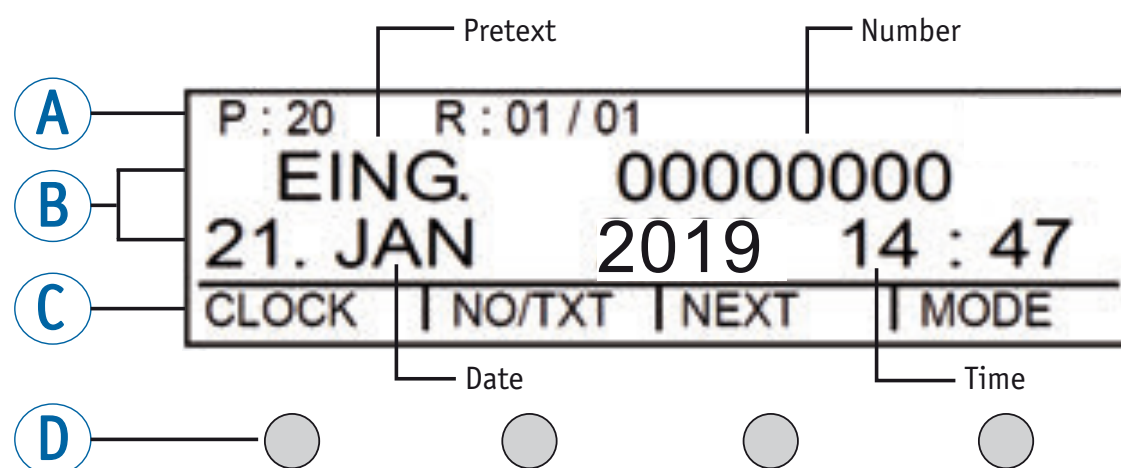 Pretext Number
A P : 20 R : 01 / 01
EING. 00000000
B
21. JAN 2019 14 : 47
C CLOCK NO/TXT NEXT MODE
Date Time
D